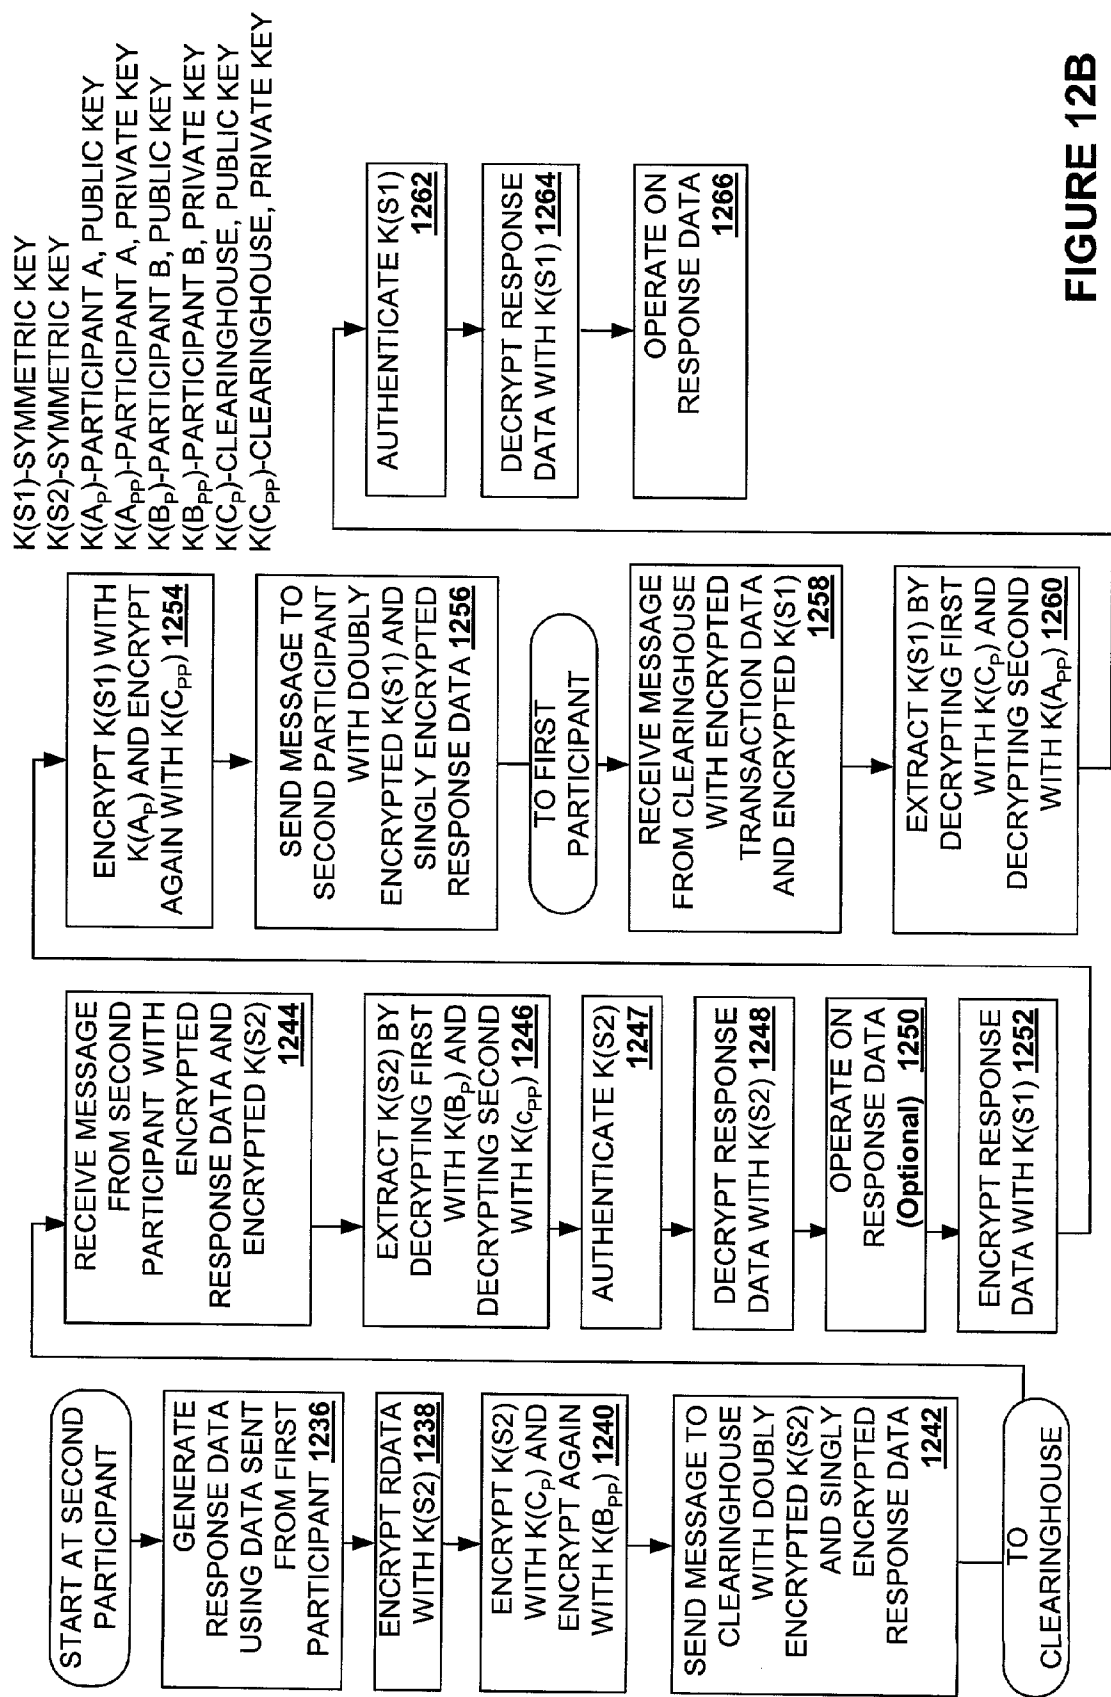 K(S1)-SYMMETRIC KEY
K(S2)-SYMMETRIC KEY
K(A_P)-PARTICIPANT A, PUBLIC KEY
K(A_PP)-PARTICIPANT A, PRIVATE KEY
K(B_P)-PARTICIPANT B, PUBLIC KEY
K(B_PP)-PARTICIPANT B, PRIVATE KEY
K(C_P)-CLEARINGHOUSE, PUBLIC KEY
K(C_PP)-CLEARINGHOUSE, PRIVATE KEY
START AT SECOND
PARTICIPANT
GENERATE
RESPONSE DATA
USING DATA SENT
FROM FIRST
PARTICIPANT 1236
ENCRYPT RDATA
WITH K(S2) 1238
ENCRYPT K(S2)
WITH K(C_P) AND
ENCRYPT AGAIN
WITH K(B_PP) 1240
SEND MESSAGE TO
CLEARINGHOUSE
WITH DOUBLY
ENCRYPTED K(S2)
AND SINGLY
ENCRYPTED
RESPONSE DATA
1242
TO
CLEARINGHOUSE
RECEIVE MESSAGE
FROM SECOND
PARTICIPANT WITH
ENCRYPTED
RESPONSE DATA AND
ENCRYPTED K(S2)
1244
EXTRACT K(S2) BY
DECRYPTING FIRST
WITH K(B_P) AND
DECRYPTING SECOND
WITH K(c_PP) 1246
AUTHENTICATE K(S2)
1247
DECRYPT RESPONSE
DATA WITH K(S2) 1248
OPERATE ON
RESPONSE DATA
(Optional) 1250
ENCRYPT RESPONSE
DATA WITH K(S1) 1252
ENCRYPT K(S1) WITH
K(A_P) AND ENCRYPT
AGAIN WITH K(C_PP) 1254
SEND MESSAGE TO
SECOND PARTICIPANT
WITH DOUBLY
ENCRYPTED K(S1) AND
SINGLY ENCRYPTED
RESPONSE DATA 1256
TO FIRST
PARTICIPANT
RECEIVE MESSAGE
FROM CLEARINGHOUSE
WITH ENCRYPTED
TRANSACTION DATA
AND ENCRYPTED K(S1)
1258
EXTRACT K(S1) BY
DECRYPTING FIRST
WITH K(C_P) AND
DECRYPTING SECOND
WITH K(A_PP) 1260
AUTHENTICATE K(S1)
1262
DECRYPT RESPONSE
DATA WITH K(S1) 1264
OPERATE ON
RESPONSE DATA
1266
FIGURE 12B